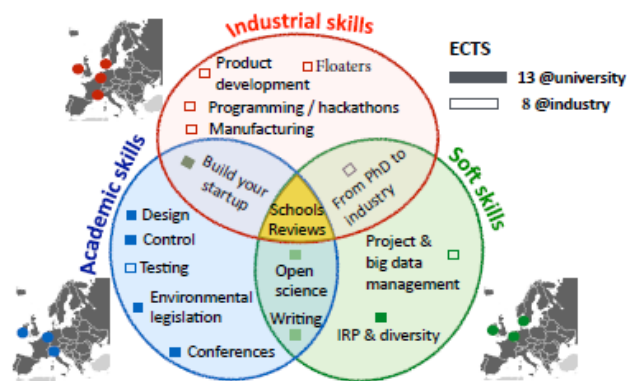 Industrial skills
Product
development
Floaters
Programming / hackathons
Manufacturing
ECTS
13 @university
8 @industry
Academic skills
Build your
startup
From PhD to
industry
Soft skills
Schools
Reviews
Design
Control
Testing
Environmental
legislation
Conferences
Open
science
Writing
Project &
big data
management
IRP & diversity